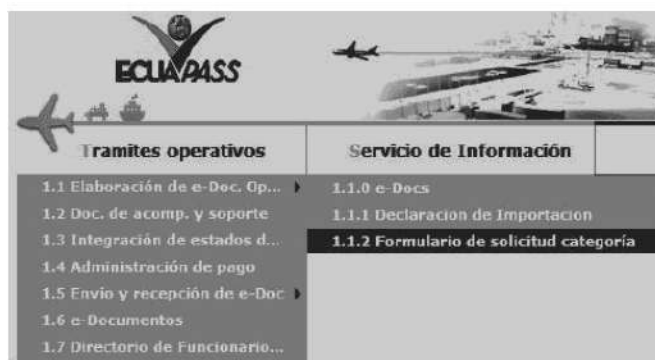 ECUAPASS
Tramites operativos
Servicio de Información
1.1 Elaboración de e-Doc. Op...
1.2 Doc. de acomp. y soporte
1.3 Integración de estados d...
1.4 Administración de pago
1.5 Envio y recepción de e-Doc
1.6 e-Documentos
1.7 Directorio de Funcionario...
1.1.0 e-Docs
1.1.1 Declaracion de Importacion
1.1.2 Formulario de solicitud categoría